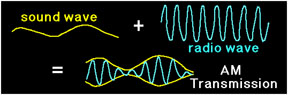 sound wave
+
radio wave
=
AM
Transmission